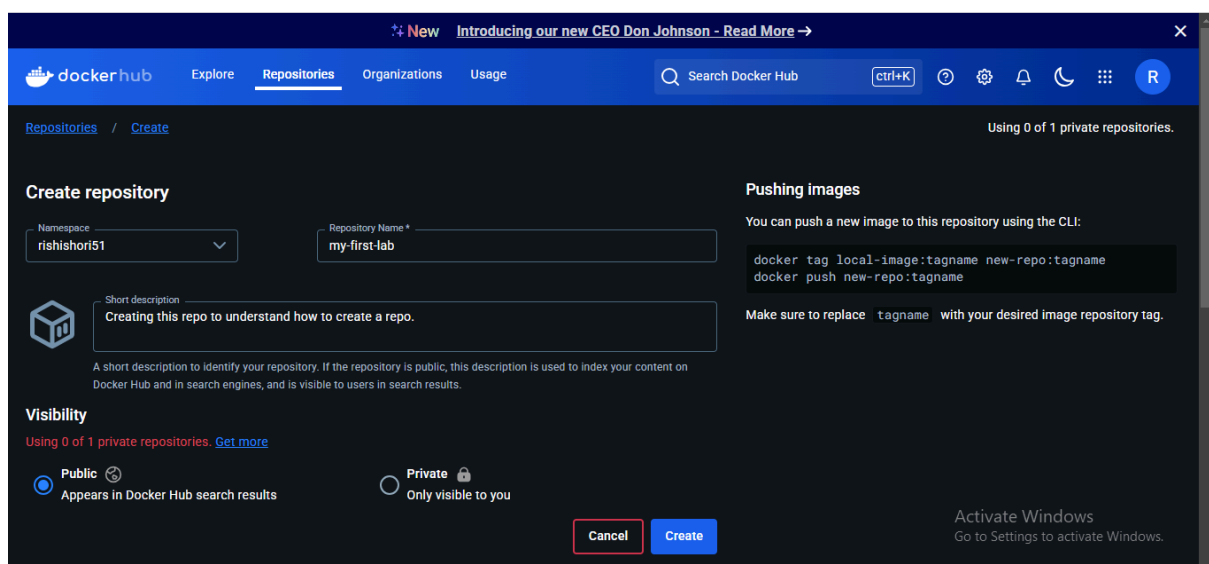 New Introducing our new CEO Don Johnson - Read More →
dockerhub Explore Repositories Organizations Usage Search Docker Hub ctrl+K R
Repositories / Create Using 0 of 1 private repositories.
Create repository
Namespace
rishishori51
Repository Name *
my-first-lab
Short description
Creating this repo to understand how to create a repo.
A short description to identify your repository. If the repository is public, this description is used to index your content on
Docker Hub and in search engines, and is visible to users in search results.
Visibility
Using 0 of 1 private repositories. Get more
Public
Appears in Docker Hub search results
Private
Only visible to you
Cancel Create
Pushing images
You can push a new image to this repository using the CLI:
docker tag local-image:tagname new-repo:tagname
docker push new-repo:tagname
Make sure to replace tagname with your desired image repository tag.
Activate Windows
Go to Settings to activate Windows.